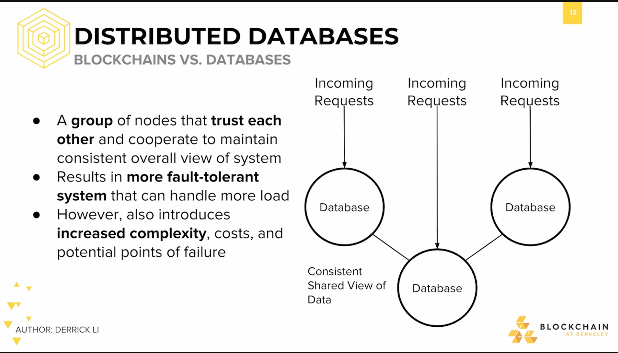 12
DISTRIBUTED DATABASES
BLOCKCHAINS VS. DATABASES
● A group of nodes that trust each
other and cooperate to maintain
consistent overall view of system
● Results in more fault-tolerant
system that can handle more load
● However, also introduces
increased complexity, costs, and
potential points of failure
Incoming
Requests
Incoming
Requests
Incoming
Requests
Database
Database
Database
Consistent
Shared View of
Data
AUTHOR: DERRICK LI
BLOCKCHAIN
AT BERKELEY